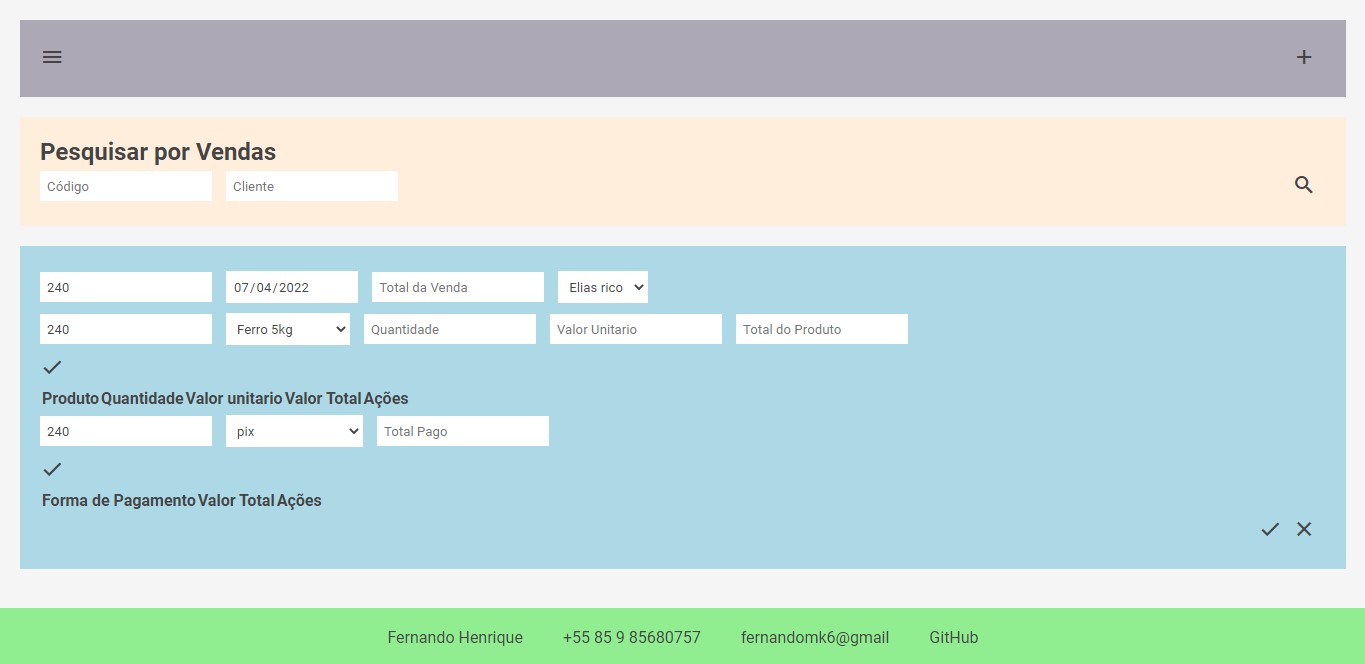 Pesquisar por Vendas
Código Cliente
240 07/04/2022 Total da Venda Elias rico
240 Ferro 5kg Quantidade Valor Unitario Total do Produto
Produto Quantidade Valor unitario Valor Total Ações
240 pix Total Pago
Forma de Pagamento Valor Total Ações
Fernando Henrique +55 85 9 85680757 fernandomk6@gmail GitHub